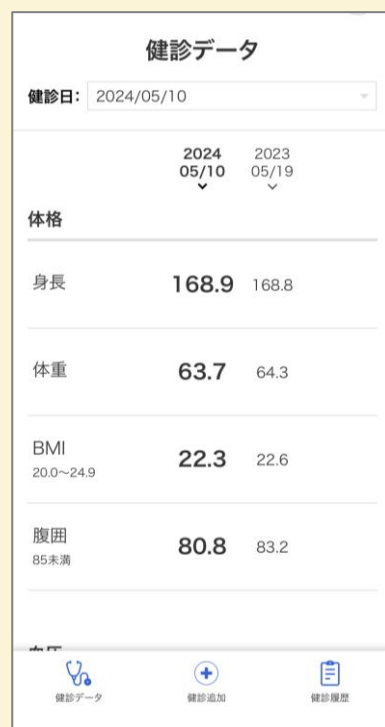 健診データ
健診日: 2024/05/10
2024 2023
05/10 05/19
体格
身長 168.9 168.8
体重 63.7 64.3
BMI 22.3 22.6
20.0〜24.9
腹囲 80.8 83.2
85未満
健診データ 健診追加 健診履歴